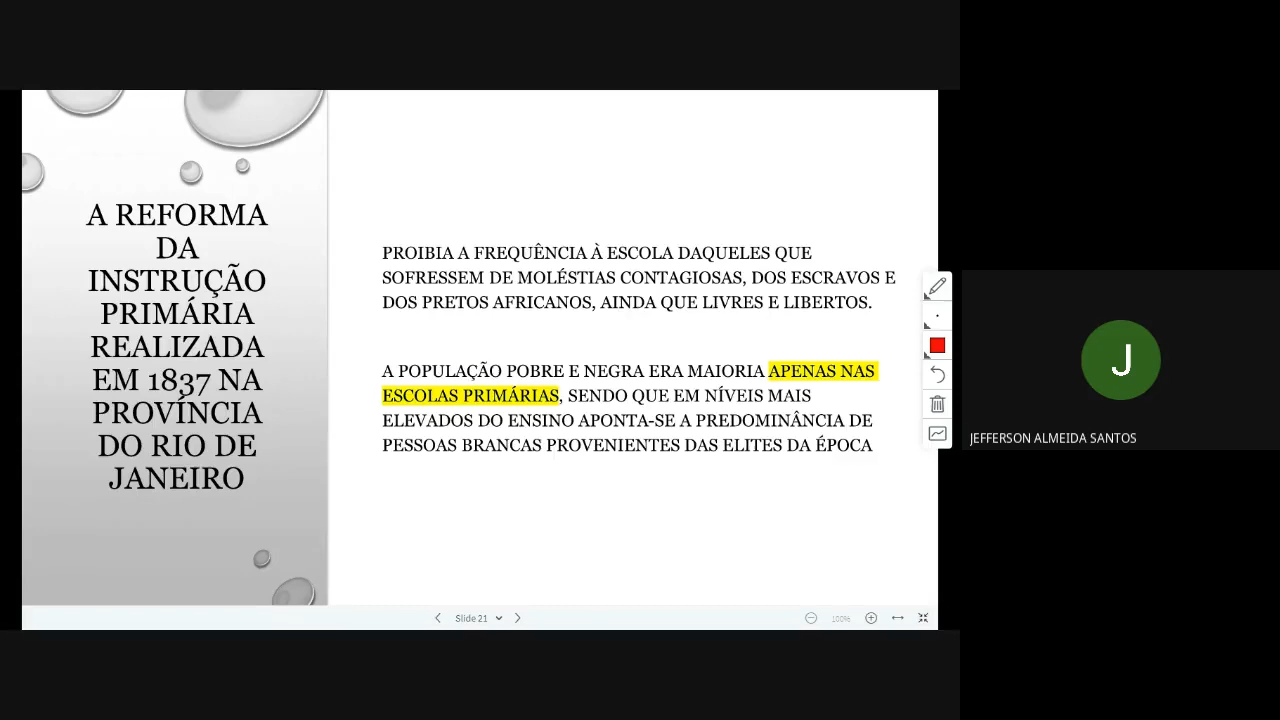 A REFORMA
DA
INSTRUÇÃO
PRIMÁRIA
REALIZADA
EM 1837 NA
PROVÍNCIA
DO RIO DE
JANEIRO
PROIBIA A FREQUÊNCIA À ESCOLA DAQUELES QUE
SOFRESSEM DE MOLÉSTIAS CONTAGIOSAS, DOS ESCRAVOS E
DOS PRETOS AFRICANOS, AINDA QUE LIVRES E LIBERTOS.
A POPULAÇÃO POBRE E NEGRA ERA MAIORIA APENAS NAS
ESCOLAS PRIMÁRIAS, SENDO QUE EM NÍVEIS MAIS
ELEVADOS DO ENSINO APONTA-SE A PREDOMINÂNCIA DE
PESSOAS BRANCAS PROVENIENTES DAS ELITES DA ÉPOCA
J
JEFFERSON ALMEIDA SANTOS
Slide 21
100%